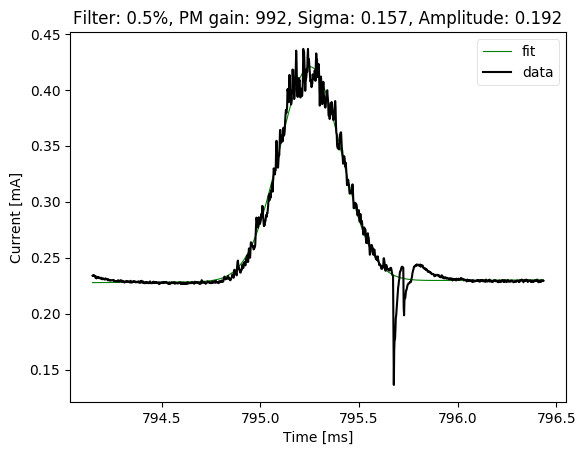 Filter: 0.5%, PM gain: 992, Sigma: 0.157, Amplitude: 0.192
fit
data
0.45
0.40
0.35
0.30
0.25
0.20
0.15
Current [mA]
794.5
795.0
795.5
796.0
796.5
Time [ms]